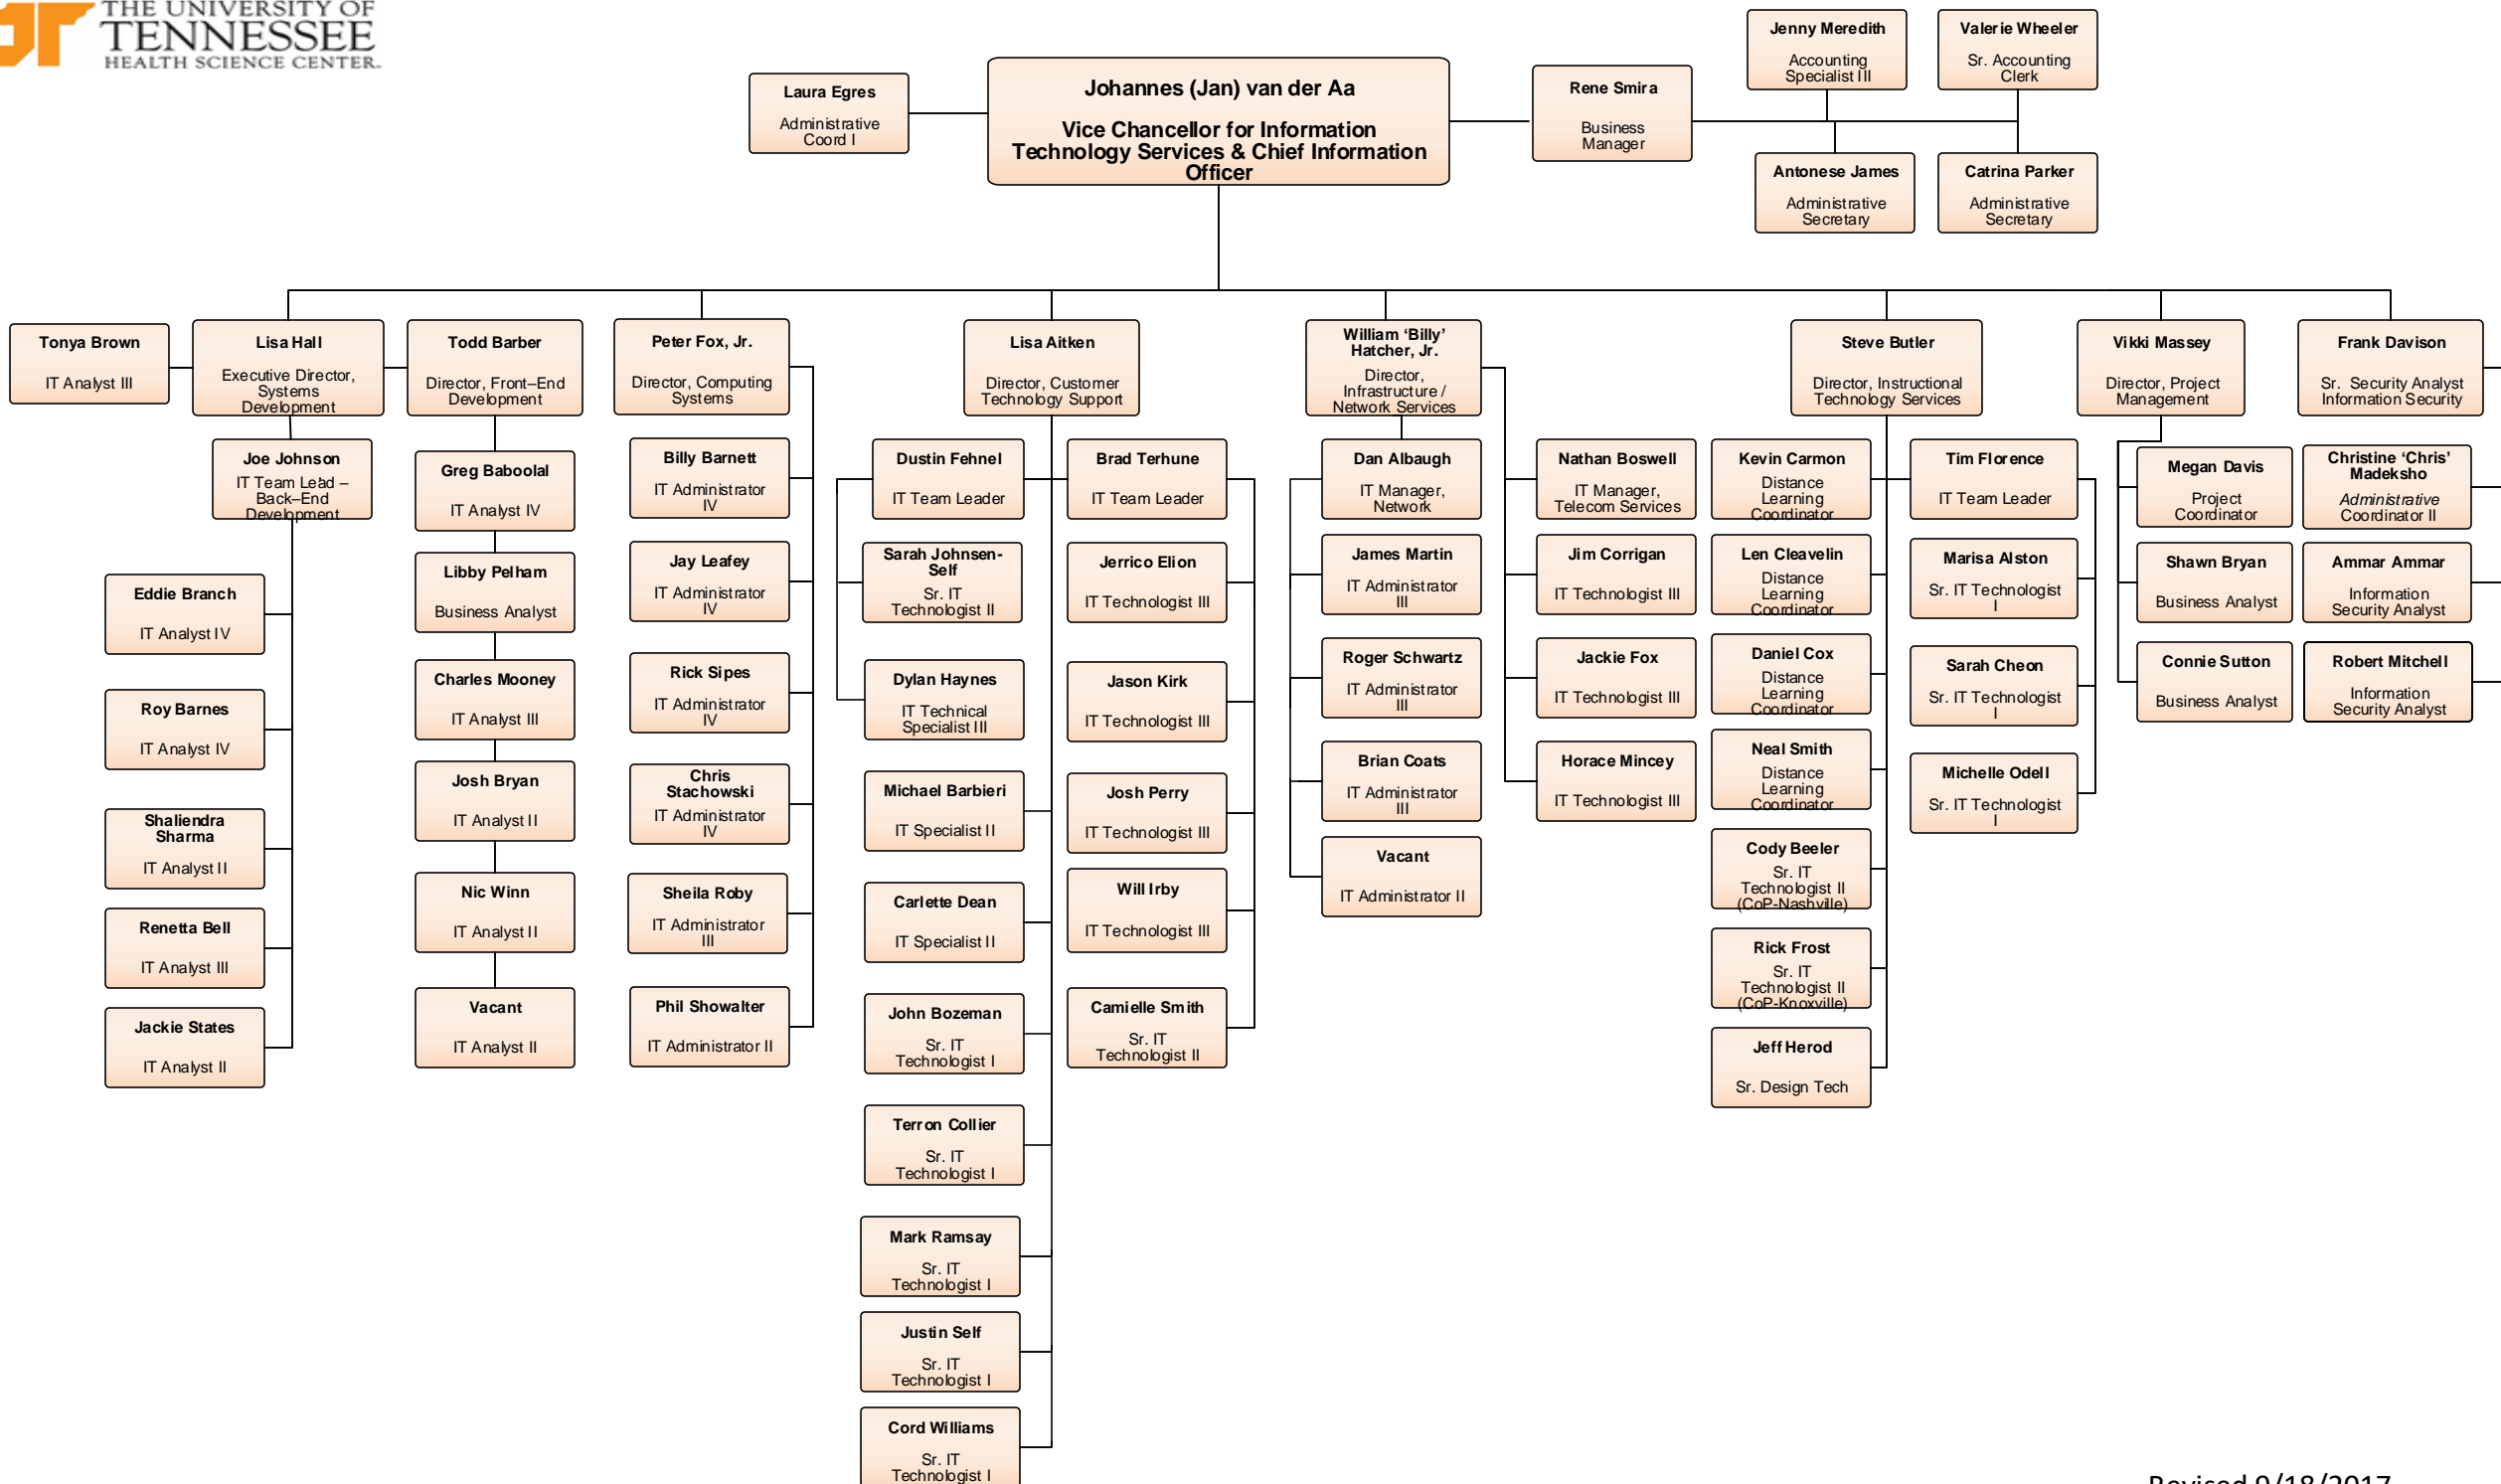 THE UNIVERSITY OF
TENNESSEE
HEALTH SCIENCE CENTER
Jenny Meredith
Accounting
Specialist III
Valerie Wheeler
Sr. Accounting
Clerk
Laura Egres
Administrative
Coord I
Johannes (Jan) van der Aa
Vice Chancellor for Information
Technology Services & Chief Information
Officer
Rene Smira
Business
Manager
Antonese James
Administrative
Secretary
Catrina Parker
Administrative
Secretary
Tonya Brown
IT Analyst III
Lisa Hall
Executive Director,
Systems
Development
Todd Barber
Director, Front–End
Development
Peter Fox, Jr.
Director, Computing
Systems
Lisa Aitken
Director, Customer
Technology Support
William ‘Billy’
Hatcher, Jr.
Director,
Infrastructure /
Network Services
Steve Butler
Director, Instructional
Technology Services
Vikki Massey
Director, Project
Management
Frank Davison
Sr. Security Analyst
Information Security
Joe Johnson
IT Team Lead –
Back–End
Development
Eddie Branch
IT Analyst IV
Roy Barnes
IT Analyst IV
Shaliendra
Sharma
IT Analyst II
Renetta Bell
IT Analyst III
Jackie States
IT Analyst II
Greg Baboolal
IT Analyst IV
Libby Pelham
Business Analyst
Charles Mooney
IT Analyst III
Josh Bryan
IT Analyst II
Nic Winn
IT Analyst II
Vacant
IT Analyst II
Billy Barnett
IT Administrator
IV
Jay Leafey
IT Administrator
IV
Rick Sipes
IT Administrator
IV
Chris
Stachowski
IT Administrator
IV
Sheila Roby
IT Administrator
III
Phil Showalter
IT Administrator II
Dustin Fehnel
IT Team Leader
Sarah Johnsen-
Self
Sr. IT
Technologist II
Dylan Haynes
IT Technical
Specialist III
Michael Barbieri
IT Specialist II
Carlette Dean
IT Specialist II
John Bozeman
Sr. IT
Technologist I
Terron Collier
Sr. IT
Technologist I
Mark Ramsay
Sr. IT
Technologist I
Justin Self
Sr. IT
Technologist I
Cord Williams
Sr. IT
Technologist I
Brad Terhune
IT Team Leader
Jerrico Elion
IT Technologist III
Jason Kirk
IT Technologist III
Josh Perry
IT Technologist III
Will Irby
IT Technologist III
Camielle Smith
Sr. IT
Technologist II
Dan Albaugh
IT Manager,
Network
James Martin
IT Administrator
III
Roger Schwartz
IT Administrator
III
Brian Coats
IT Administrator
III
Vacant
IT Administrator II
Nathan Boswell
IT Manager,
Telecom Services
Jim Corrigan
IT Technologist III
Jackie Fox
IT Technologist III
Horace Mincey
IT Technologist III
Kevin Carmon
Distance
Learning
Coordinator
Len Cleavelin
Distance
Learning
Coordinator
Daniel Cox
Distance
Learning
Coordinator
Neal Smith
Distance
Learning
Coordinator
Cody Beeler
Sr. IT
Technologist II
(CoP-Nashville)
Rick Frost
Sr. IT
Technologist II
(CoP-Knoxville)
Jeff Herod
Sr. Design Tech
Tim Florence
IT Team Leader
Marisa Alston
Sr. IT Technologist
I
Sarah Cheon
Sr. IT Technologist
I
Michelle Odell
Sr. IT Technologist
I
Megan Davis
Project
Coordinator
Shawn Bryan
Business Analyst
Connie Sutton
Business Analyst
Christine ‘Chris’
Madeksho
Administrative
Coordinator II
Ammar Ammar
Information
Security Analyst
Robert Mitchell
Information
Security Analyst
Revised 9/18/2017